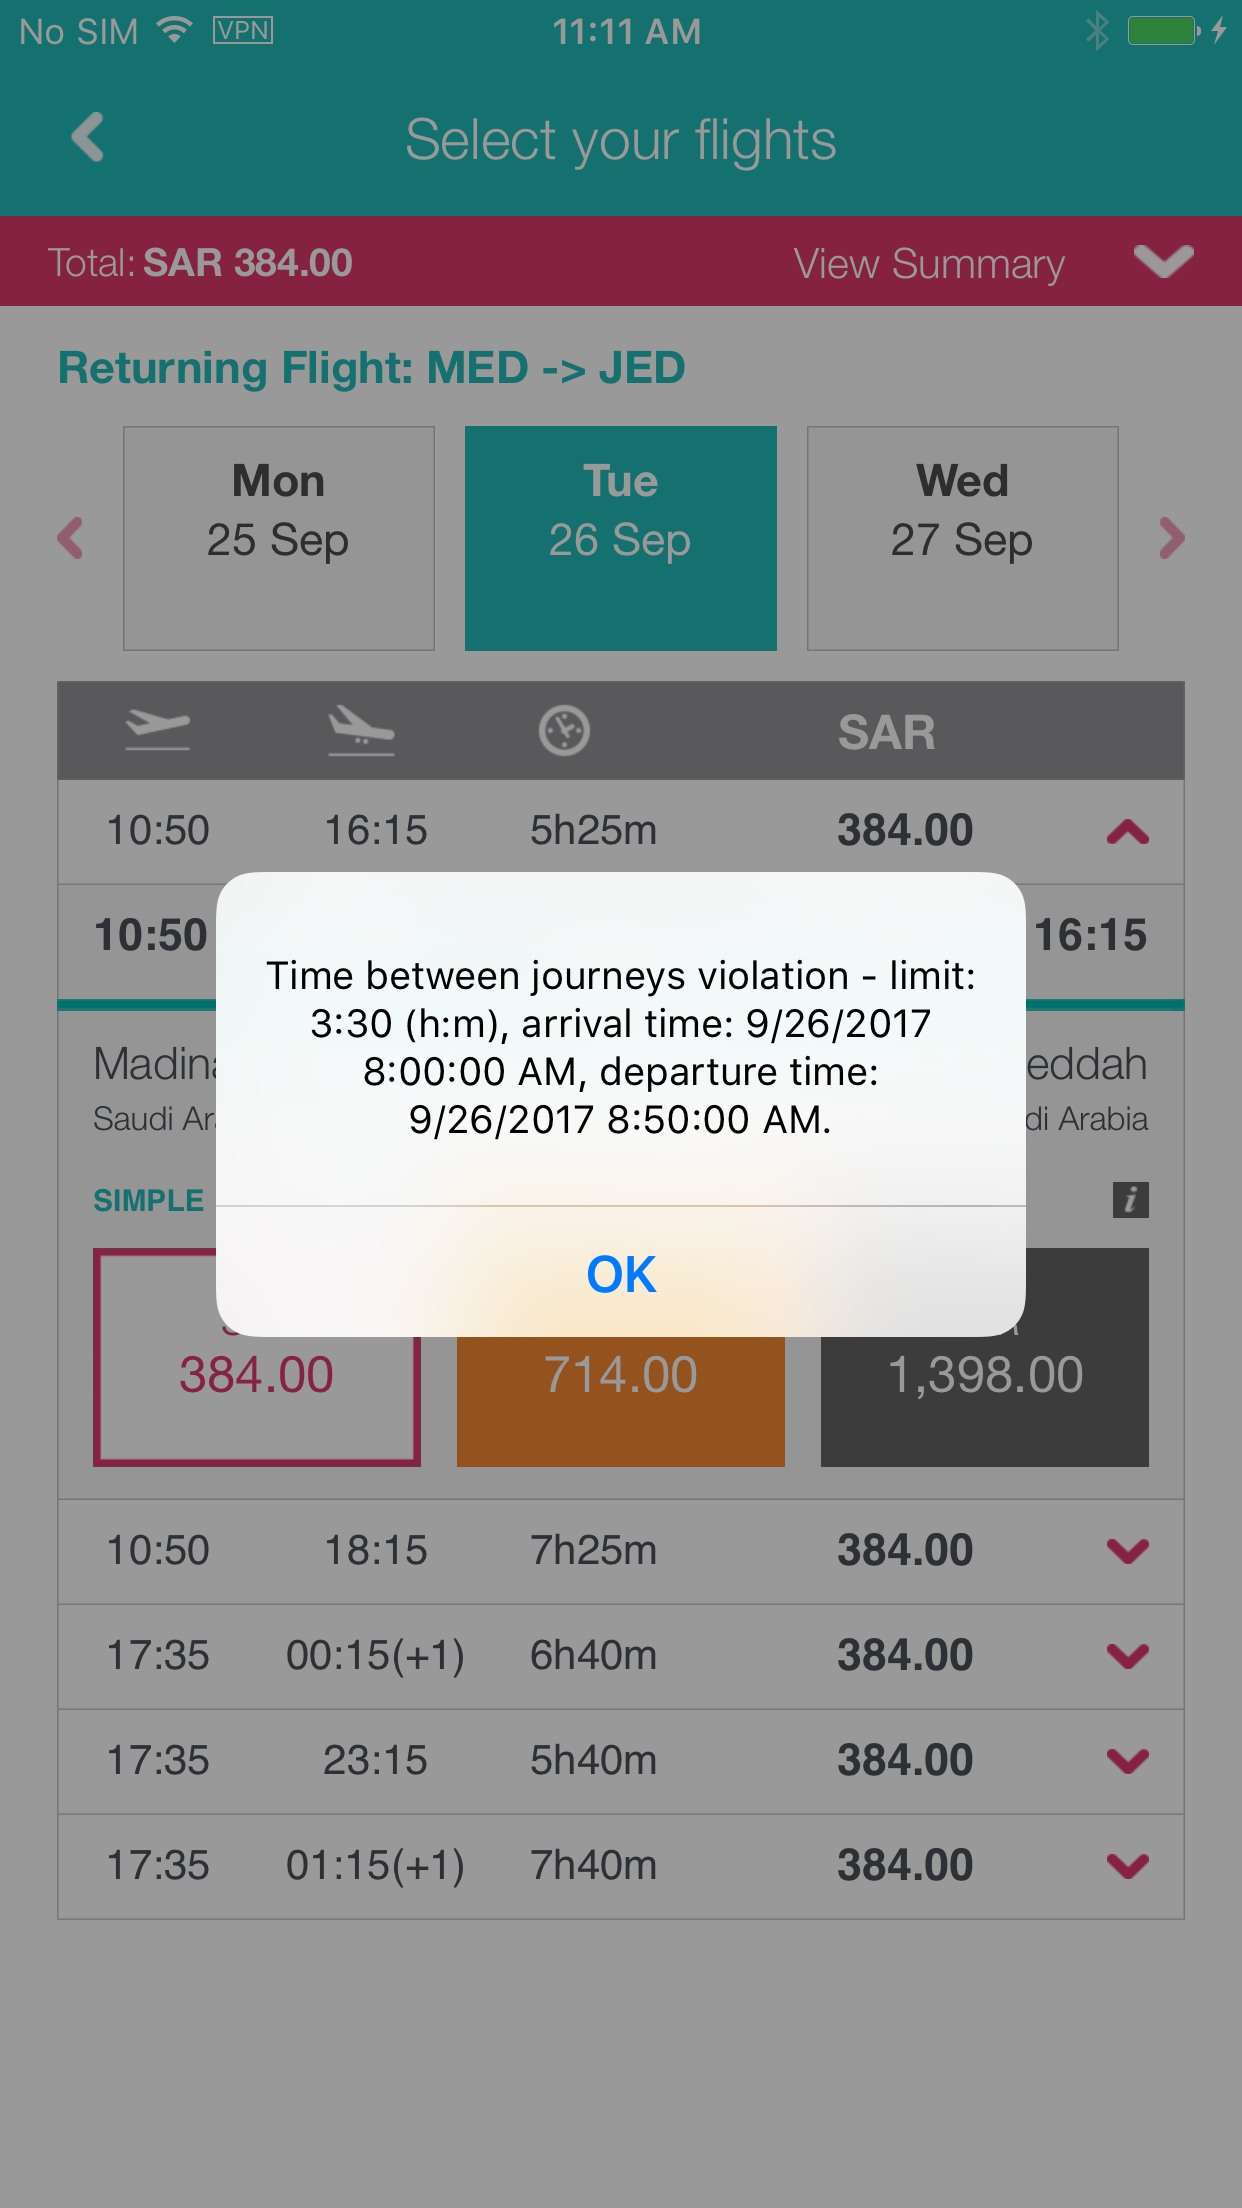 No SIM VPN 11:11 AM
Select your flights
Total: SAR 384.00 View Summary
Returning Flight: MED -> JED
Mon Tue Wed
25 Sep 26 Sep 27 Sep
SAR
10:50 16:15 5h25m 384.00
10:50 16:15
Time between journeys violation - limit:
3:30 (h:m), arrival time: 9/26/2017
8:00:00 AM, departure time:
9/26/2017 8:50:00 AM.
OK
Saudi di Arabia
SIMPLE i
384.00 714.00 1,398.00
10:50 18:15 7h25m 384.00
17:35 00:15(+1) 6h40m 384.00
17:35 23:15 5h40m 384.00
17:35 01:15(+1) 7h40m 384.00